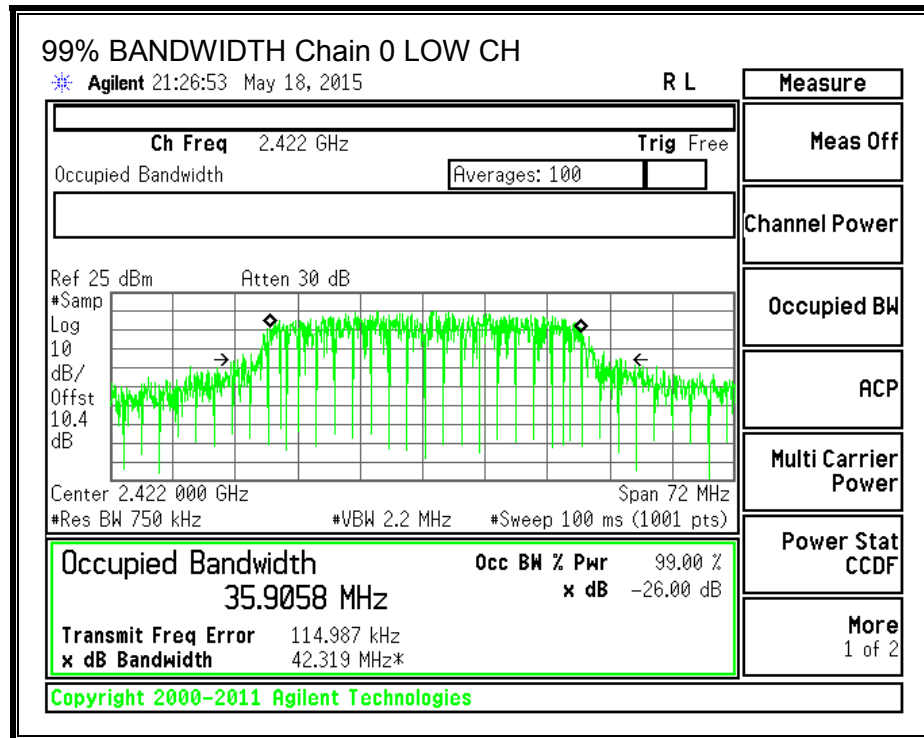 99% BANDWIDTH Chain 0 LOW CH
Agilent 21:26:53 May 18, 2015 R L
Measure
Ch Freq 2.422 GHz Trig Free
Occupied Bandwidth Averages: 100
Meas Off
Channel Power
Occupied BW
ACP
Multi Carrier
Power
Power Stat
CCDF
More
1 of 2
Ref 25 dBm Atten 30 dB
#Samp
Log
10
dB/
Offst
10.4
dB
Center 2.422 000 GHz Span 72 MHz
#Res BW 750 kHz #VBW 2.2 MHz #Sweep 100 ms (1001 pts)
Occupied Bandwidth Occ BW % Pwr 99.00 %
35.9058 MHz x dB -26.00 dB
Transmit Freq Error 114.987 kHz
x dB Bandwidth 42.319 MHz*
Copyright 2000-2011 Agilent Technologies